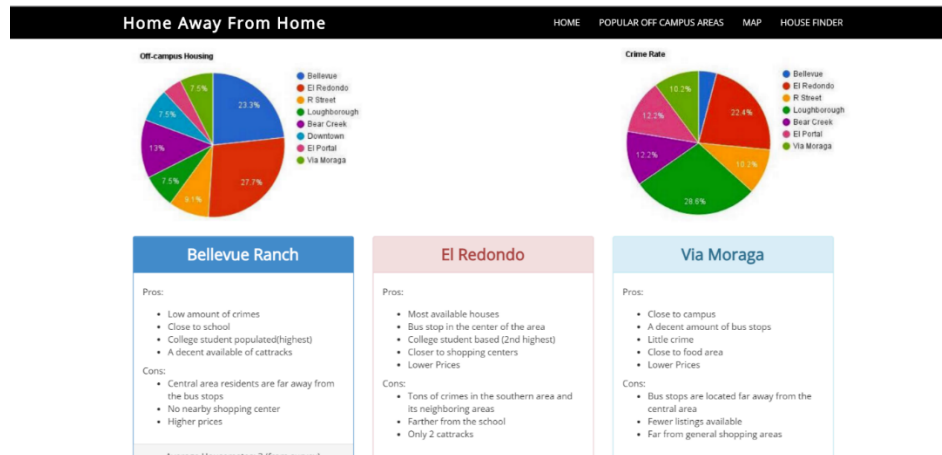 Home Away From Home
HOME POPULAR OFF CAMPUS AREAS MAP HOUSE FINDER
Off-campus Housing
Bellevue
El Redondo
R Street
Loughborough
Bear Creek
Downtown
El Portal
Via Moraga
23.3%
27.7%
9.1%
7.5%
13%
7.5%
7.5%
Crime Rate
Bellevue
El Redondo
R Street
Loughborough
Bear Creek
El Portal
Via Moraga
22.4%
10.2%
28.6%
12.2%
12.2%
10.2%
Bellevue Ranch
Pros:
Low amount of crimes
Close to school
College student populated(highest)
A decent available of cattracks
Cons:
Central area residents are far away from
the bus stops
No nearby shopping center
Higher prices
El Redondo
Pros:
Most available houses
Bus stop in the center of the area
College student based (2nd highest)
Closer to shopping centers
Lower Prices
Cons:
Tons of crimes in the southern area and
its neighboring areas
Farther from the school
Only 2 cattracks
Via Moraga
Pros:
Close to campus
A decent amount of bus stops
Little crime
Close to food area
Lower Prices
Cons:
Bus stops are located far away from the
central area
Fewer listings available
Far from general shopping areas